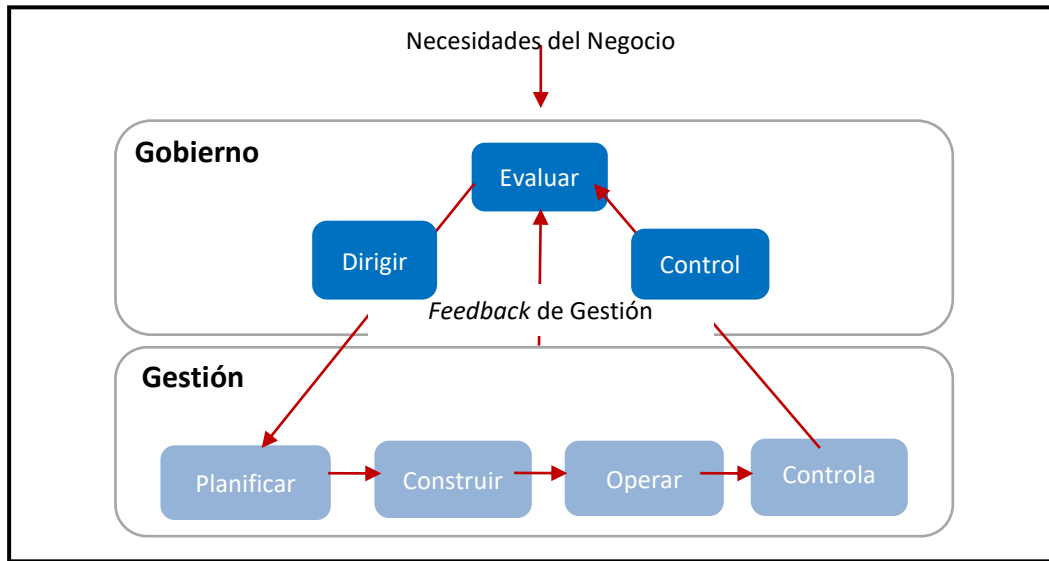 Necesidades del Negocio
Gobierno
Evaluar
Dirigir
Control
Feedback de Gestión
Gestión
Planificar
Construir
Operar
Controla